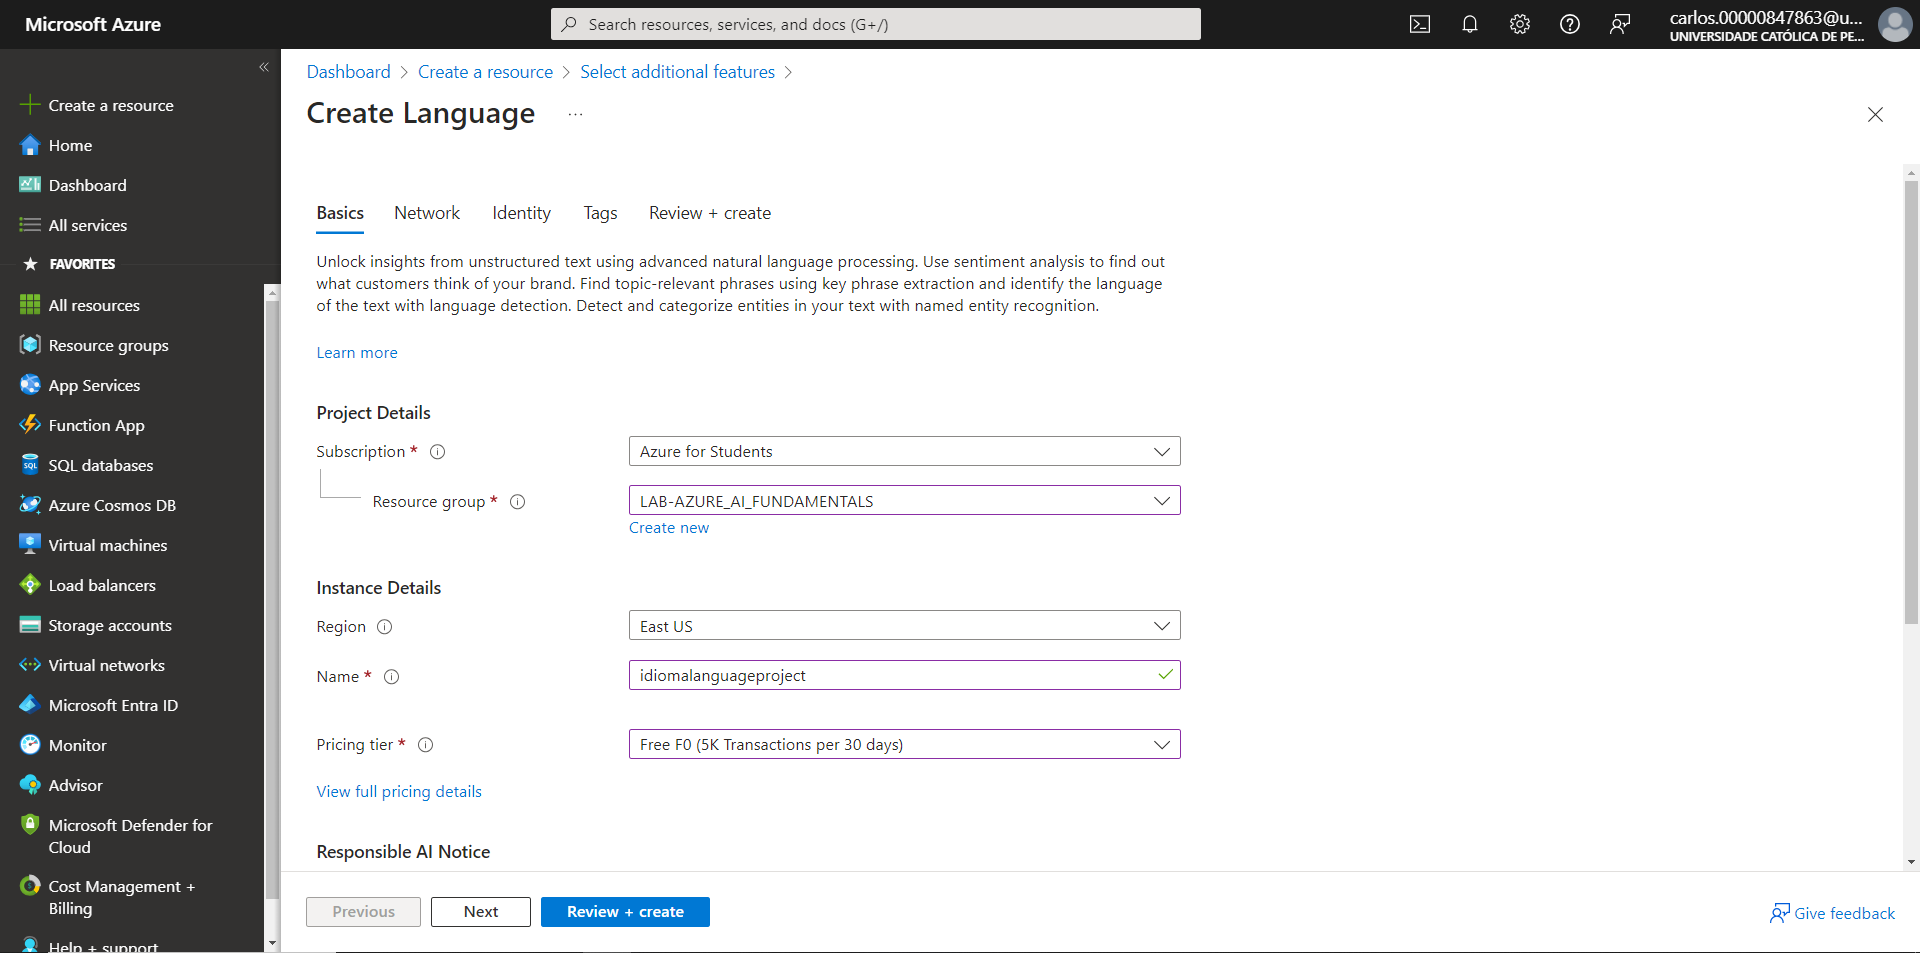 Microsoft Azure
Search resources, services, and docs (G+/)
carlos.00000847863@u...
UNIVERSIDADE CATÓLICA DE PE...
Create a resource
Home
Dashboard
All services
FAVORITES
All resources
Resource groups
App Services
Function App
SQL databases
Azure Cosmos DB
Virtual machines
Load balancers
Storage accounts
Virtual networks
Microsoft Entra ID
Monitor
Advisor
Microsoft Defender for
Cloud
Cost Management +
Billing
Help + support
Dashboard > Create a resource > Select additional features >
Create Language ...
Basics Network Identity Tags Review + create
Unlock insights from unstructured text using advanced natural language processing. Use sentiment analysis to find out
what customers think of your brand. Find topic-relevant phrases using key phrase extraction and identify the language
of the text with language detection. Detect and categorize entities in your text with named entity recognition.
Learn more
Project Details
Subscription * Azure for Students
Resource group * LAB-AZURE_AI_FUNDAMENTALS
Create new
Instance Details
Region East US
Name * idiomalanguageproject
Pricing tier * Free F0 (5K Transactions per 30 days)
View full pricing details
Responsible AI Notice
Previous Next Review + create
Give feedback